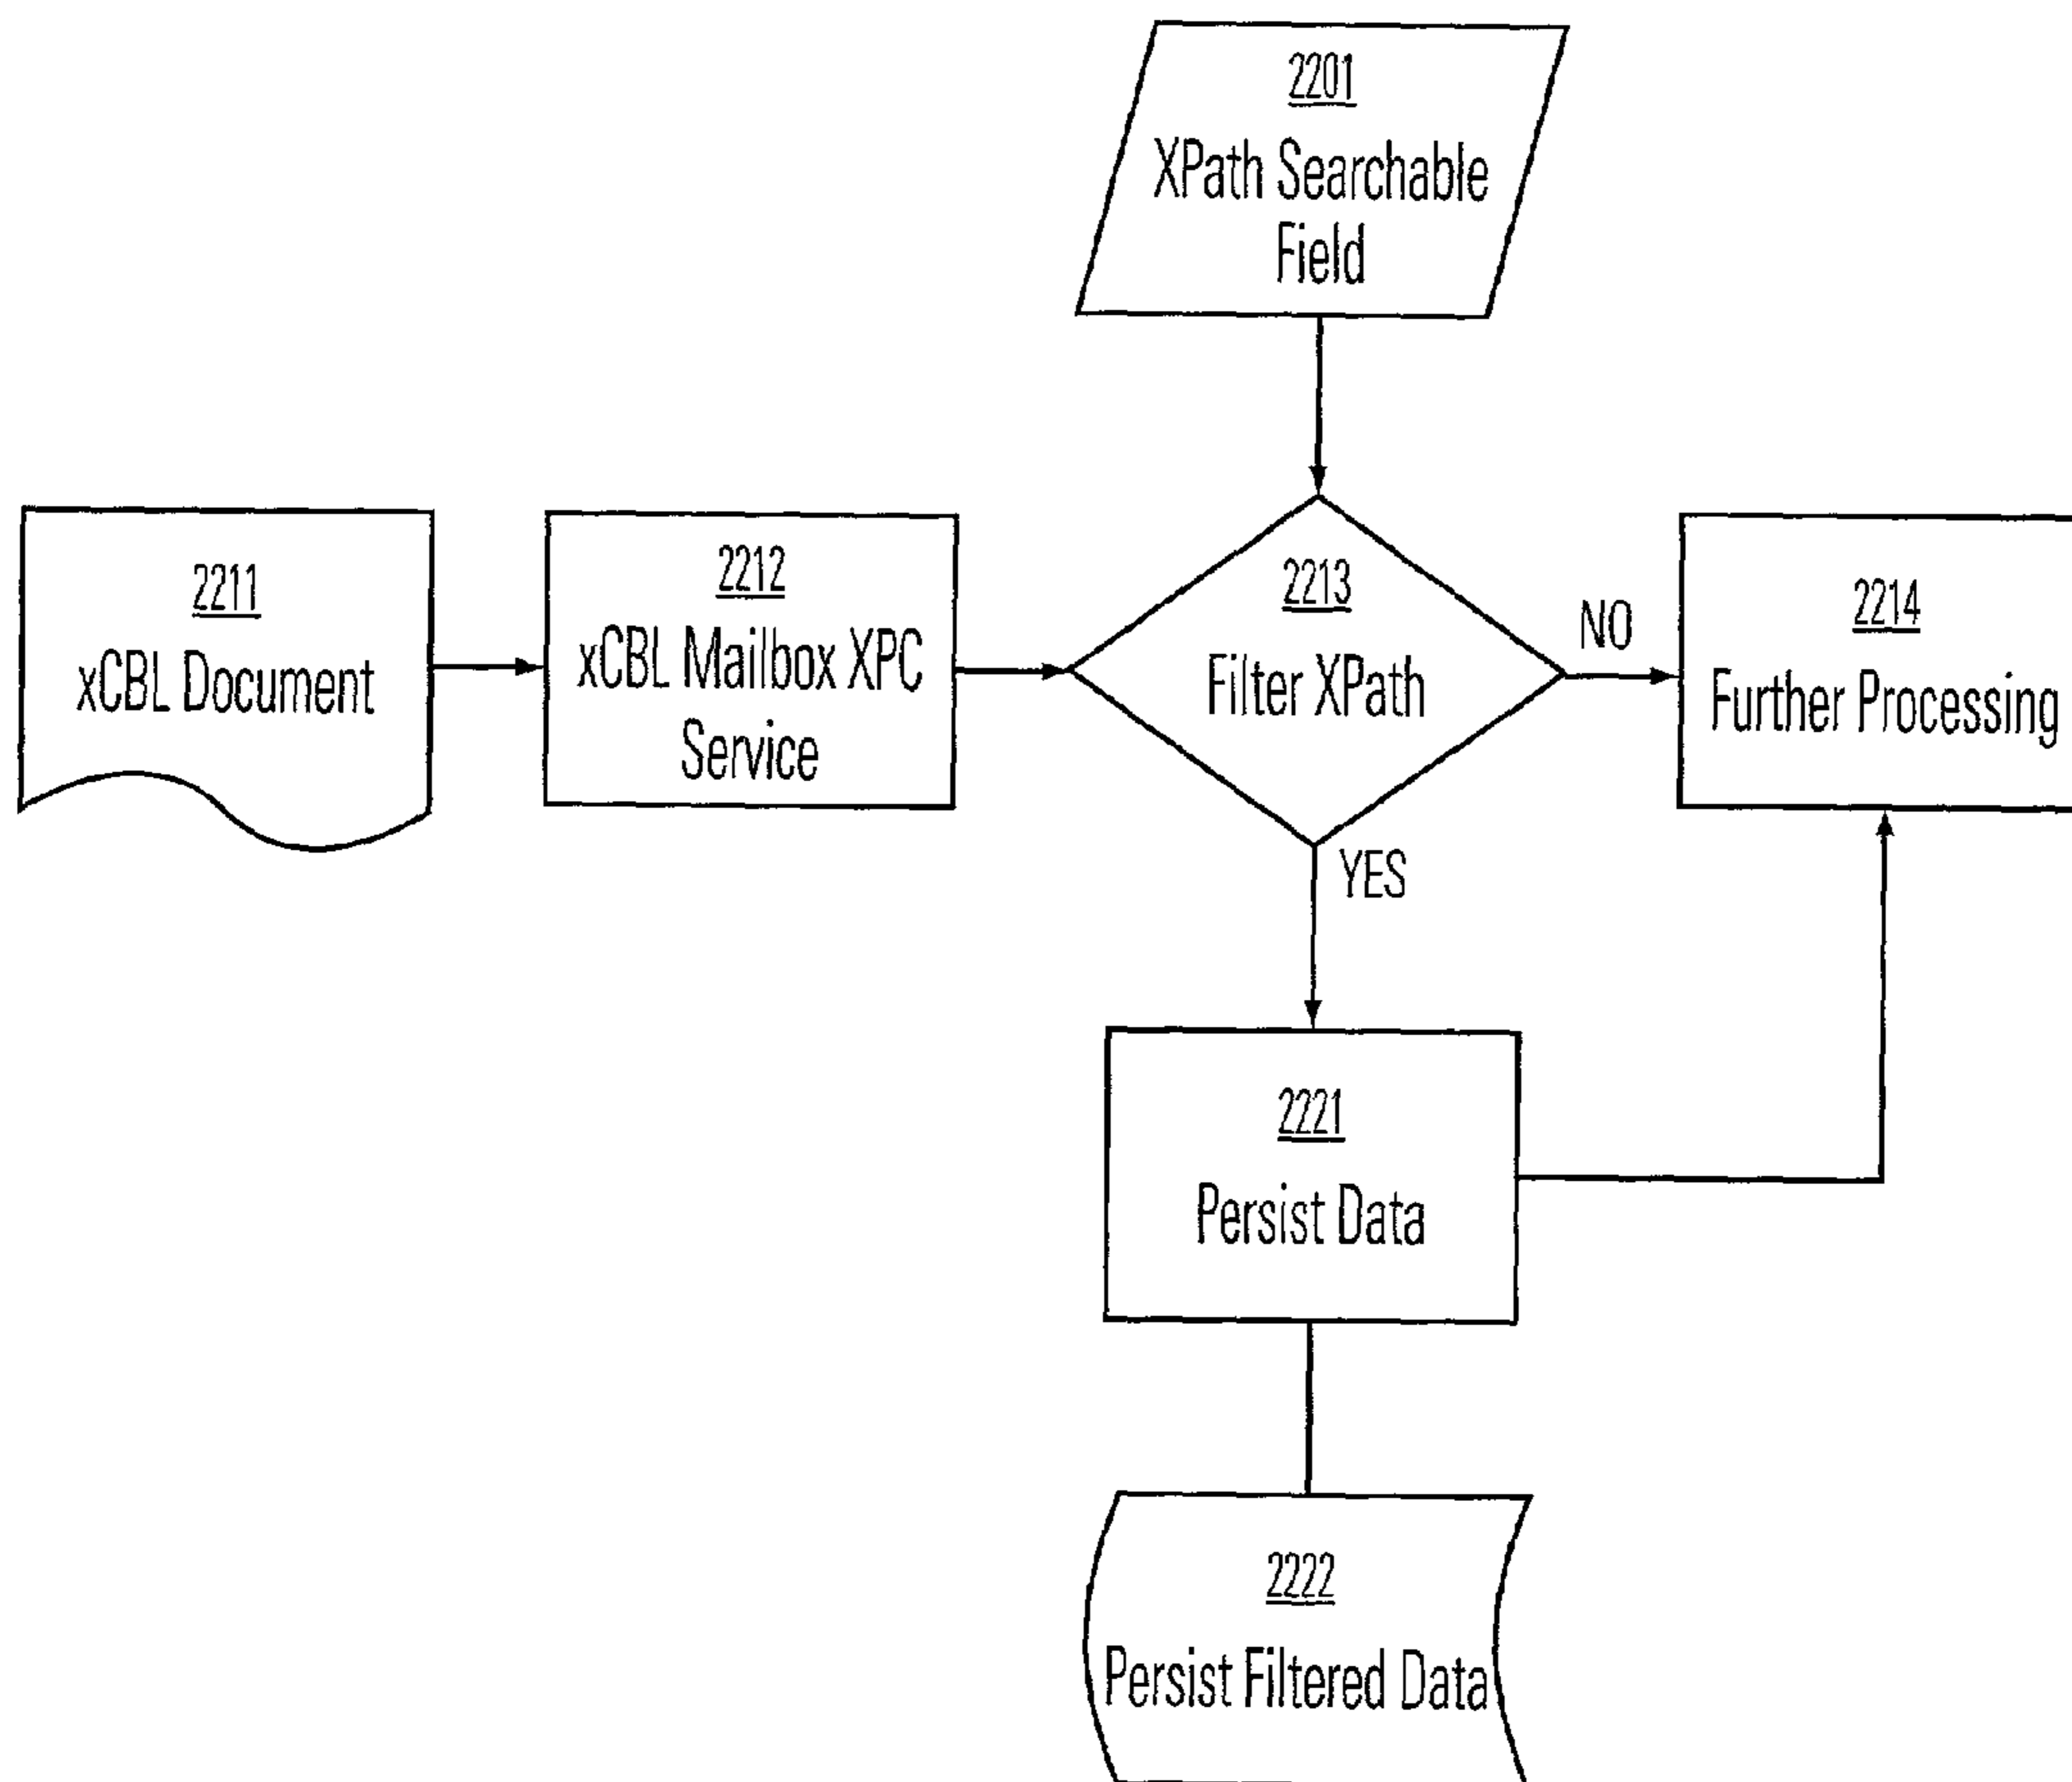 2201
XPath Searchable
Field
2211
xCBL Document
2212
xCBL Mailbox XPC
Service
2213
Filter XPath
NO
2214
Further Processing
YES
2221
Persist Data
2222
Persist Filtered Data